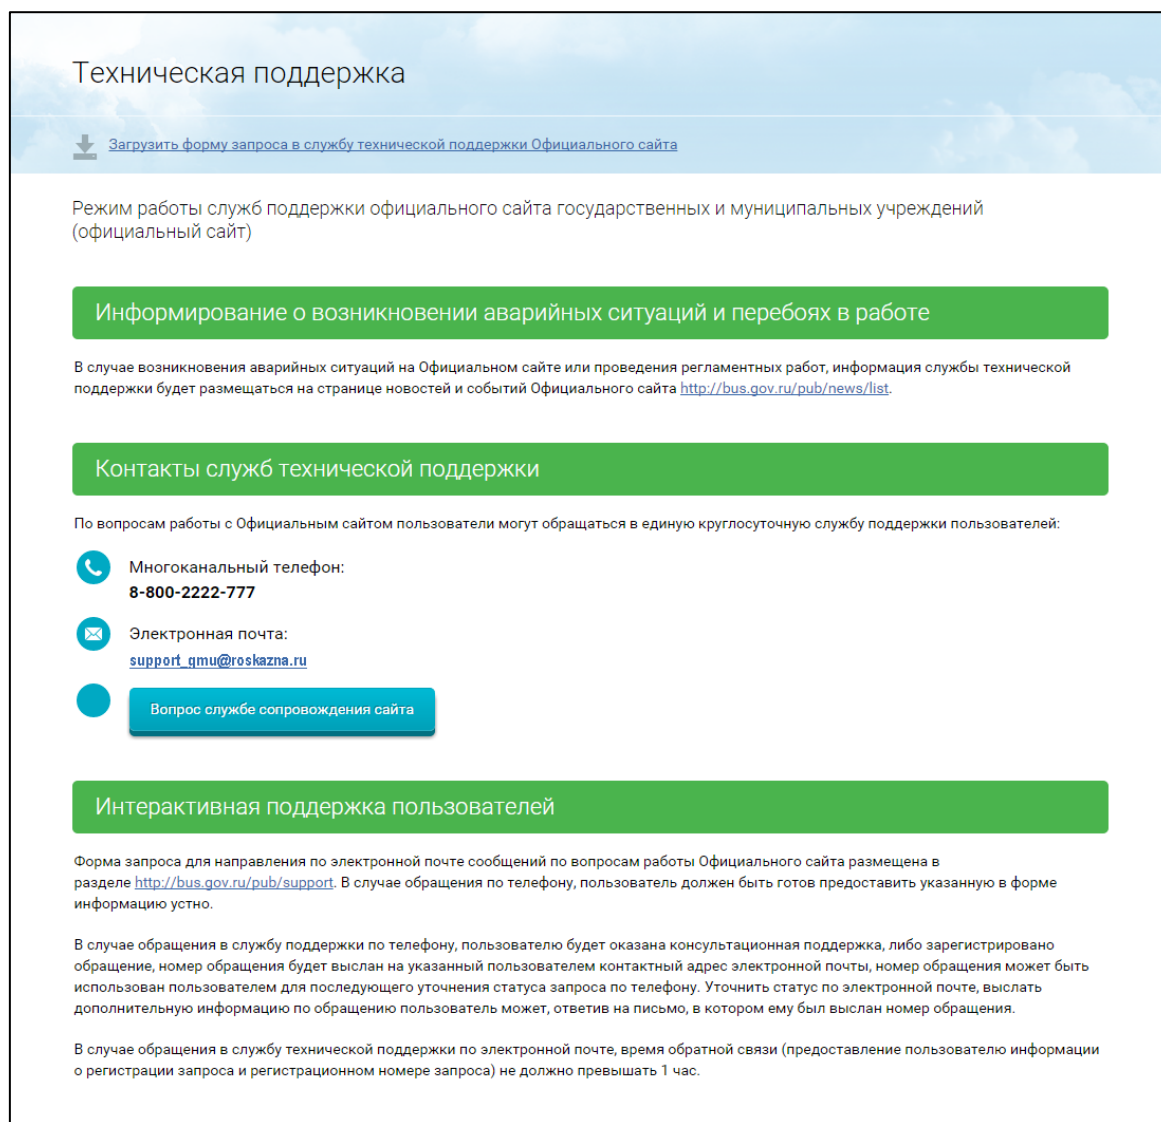 Техническая поддержка
Загрузить форму запроса в службу технической поддержки Официального сайта
Режим работы служб поддержки официального сайта государственных и муниципальных учреждений
(официальный сайт)
Информирование о возникновении аварийных ситуаций и перебоях в работе
В случае возникновения аварийных ситуаций на Официальном сайте или проведения регламентных работ, информация службы технической
поддержки будет размещаться на странице новостей и событий Официального сайта http://bus.gov.ru/pub/news/list.
Контакты служб технической поддержки
По вопросам работы с Официальным сайтом пользователи могут обращаться в единую круглосуточную службу поддержки пользователей:
Многоканальный телефон:
8-800-2222-777
Электронная почта:
support_gmu@roskazna.ru
Вопрос службе сопровождения сайта
Интерактивная поддержка пользователей
Форма запроса для направления по электронной почте сообщений по вопросам работы Официального сайта размещена в
разделе http://bus.gov.ru/pub/support. В случае обращения по телефону, пользователь должен быть готов предоставить указанную в форме
информацию устно.
В случае обращения в службу поддержки по телефону, пользователю будет оказана консультационная поддержка, либо зарегистрировано
обращение, номер обращения будет выслан на указанный пользователем контактный адрес электронной почты, номер обращения может быть
использован пользователем для последующего уточнения статуса запроса по телефону. Уточнить статус по электронной почте, выслать
дополнительную информацию по обращению пользователь может, ответив на письмо, в котором ему был выслан номер обращения.
В случае обращения в службу технической поддержки по электронной почте, время обратной связи (предоставление пользователю информации
о регистрации запроса и регистрационном номере запроса) не должно превышать 1 час.